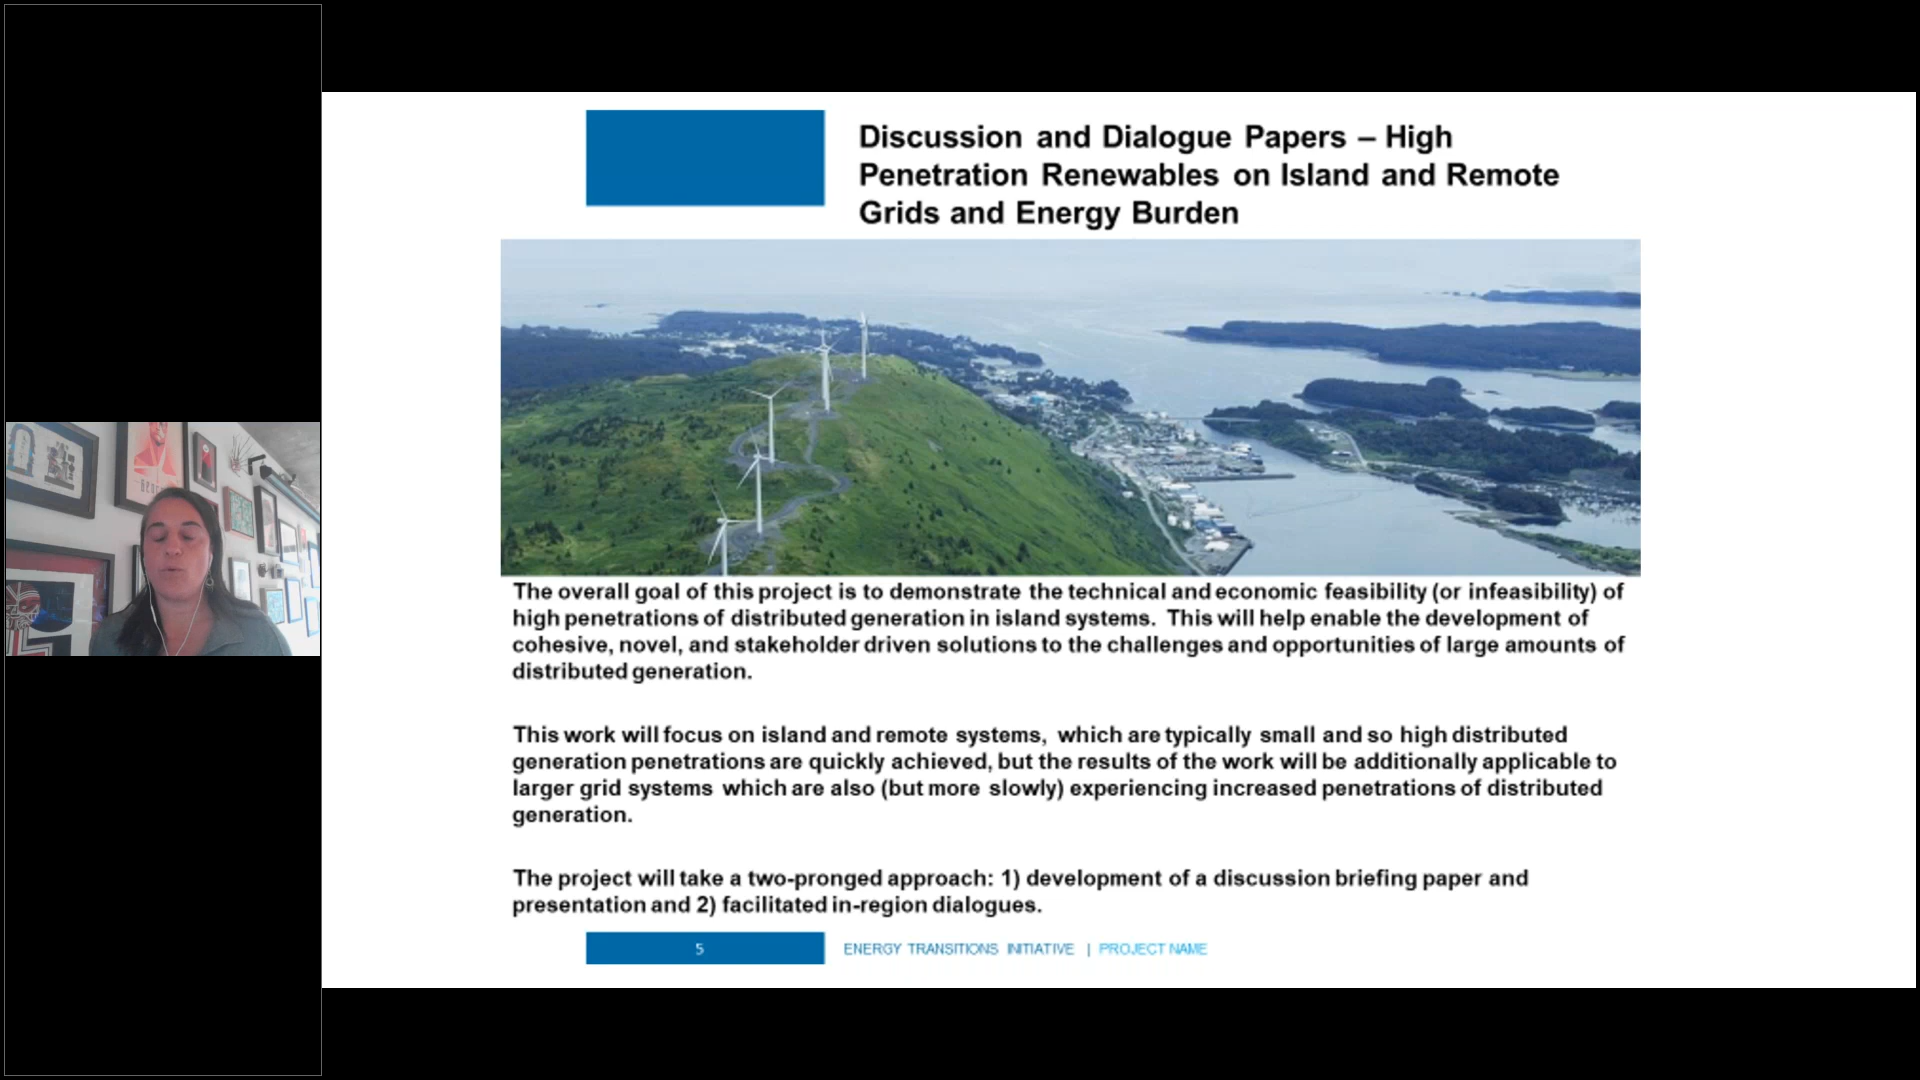 Discussion and Dialogue Papers – High
Penetration Renewables on Island and Remote
Grids and Energy Burden
The overall goal of this project is to demonstrate the technical and economic feasibility (or infeasibility) of
high penetrations of distributed generation in island systems. This will help enable the development of
cohesive, novel, and stakeholder driven solutions to the challenges and opportunities of large amounts of
distributed generation.
This work will focus on island and remote systems, which are typically small and so high distributed
generation penetrations are quickly achieved, but the results of the work will be additionally applicable to
larger grid systems which are also (but more slowly) experiencing increased penetrations of distributed
generation.
The project will take a two-pronged approach: 1) development of a discussion briefing paper and
presentation and 2) facilitated in-region dialogues.
5
ENERGY TRANSITIONS INITIATIVE | PROJECT NAME